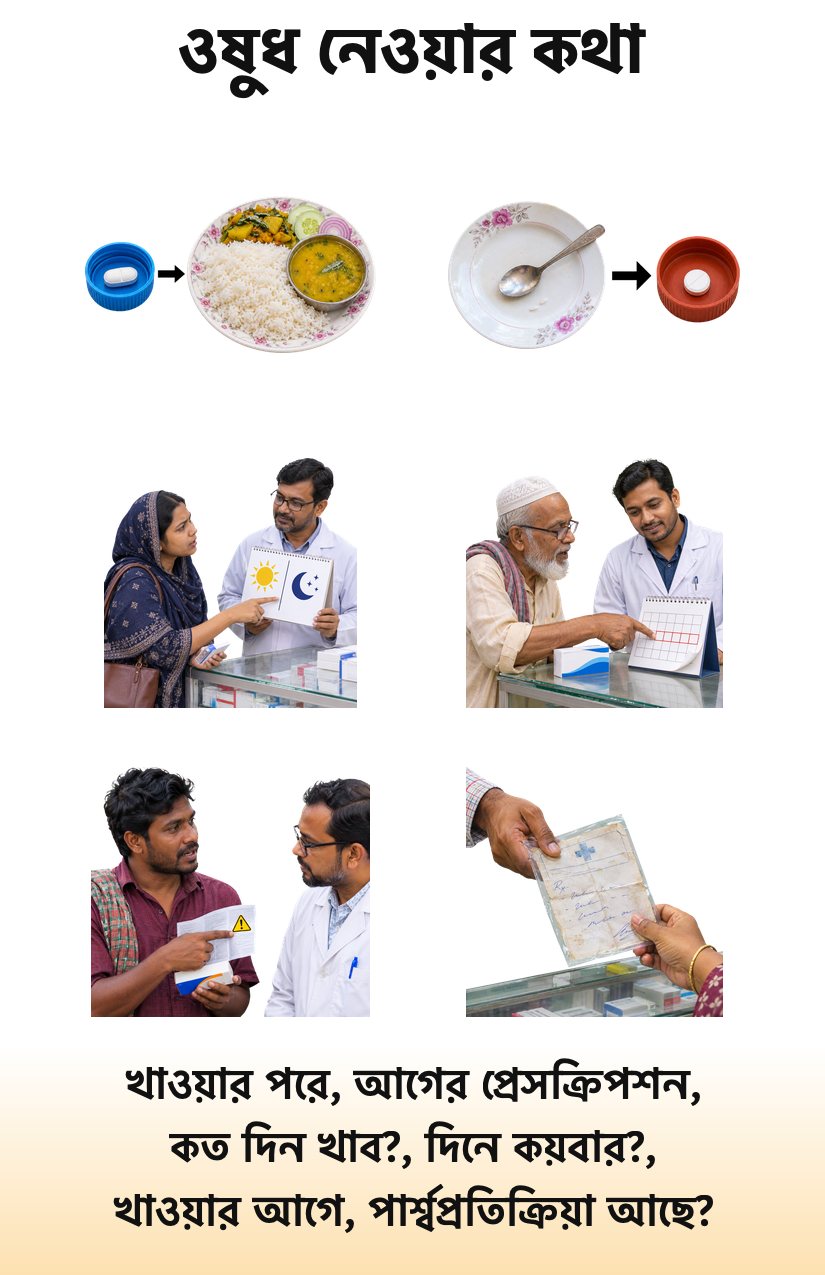 ওষুধ নেওয়ার কথা
খাওয়ার পরে, আগের প্রেসক্রিপশন,
কত দিন খাব?, দিনে কয়বার?,
খাওয়ার আগে, পার্শ্বপ্রতিক্রিয়া আছে?